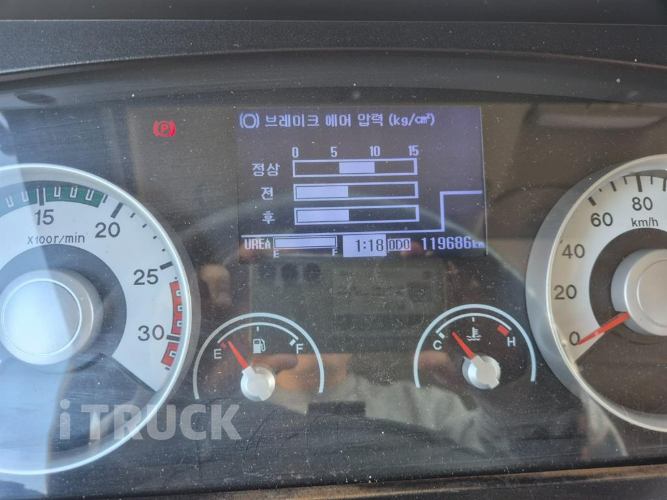 (P)
브레이크 에어 압력 (kg/cm²)
0 5 10 15
정상
전
후
UREA E F 1:18 ODO 119686km
15 20 25 30
X100r/min
E F
C H
0 20 40 60 80
km/h
iTRUCK